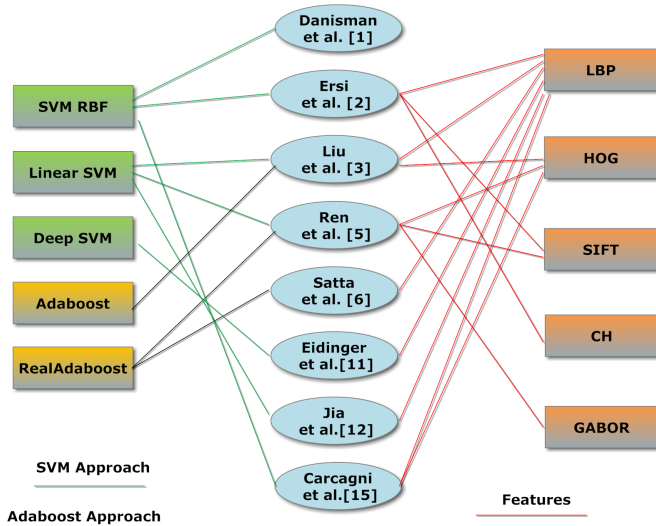 SVM RBF
Linear SVM
Deep SVM
Adaboost
RealAdaboost
SVM Approach
Adaboost Approach
Danisman
et al. [1]
Ersi
et al. [2]
Liu
et al. [3]
Ren
et al. [5]
Satta
et al. [6]
Eidinger
et al.[11]
Jia
et al.[12]
Carcagni
et al.[15]
LBP
HOG
SIFT
CH
GABOR
Features